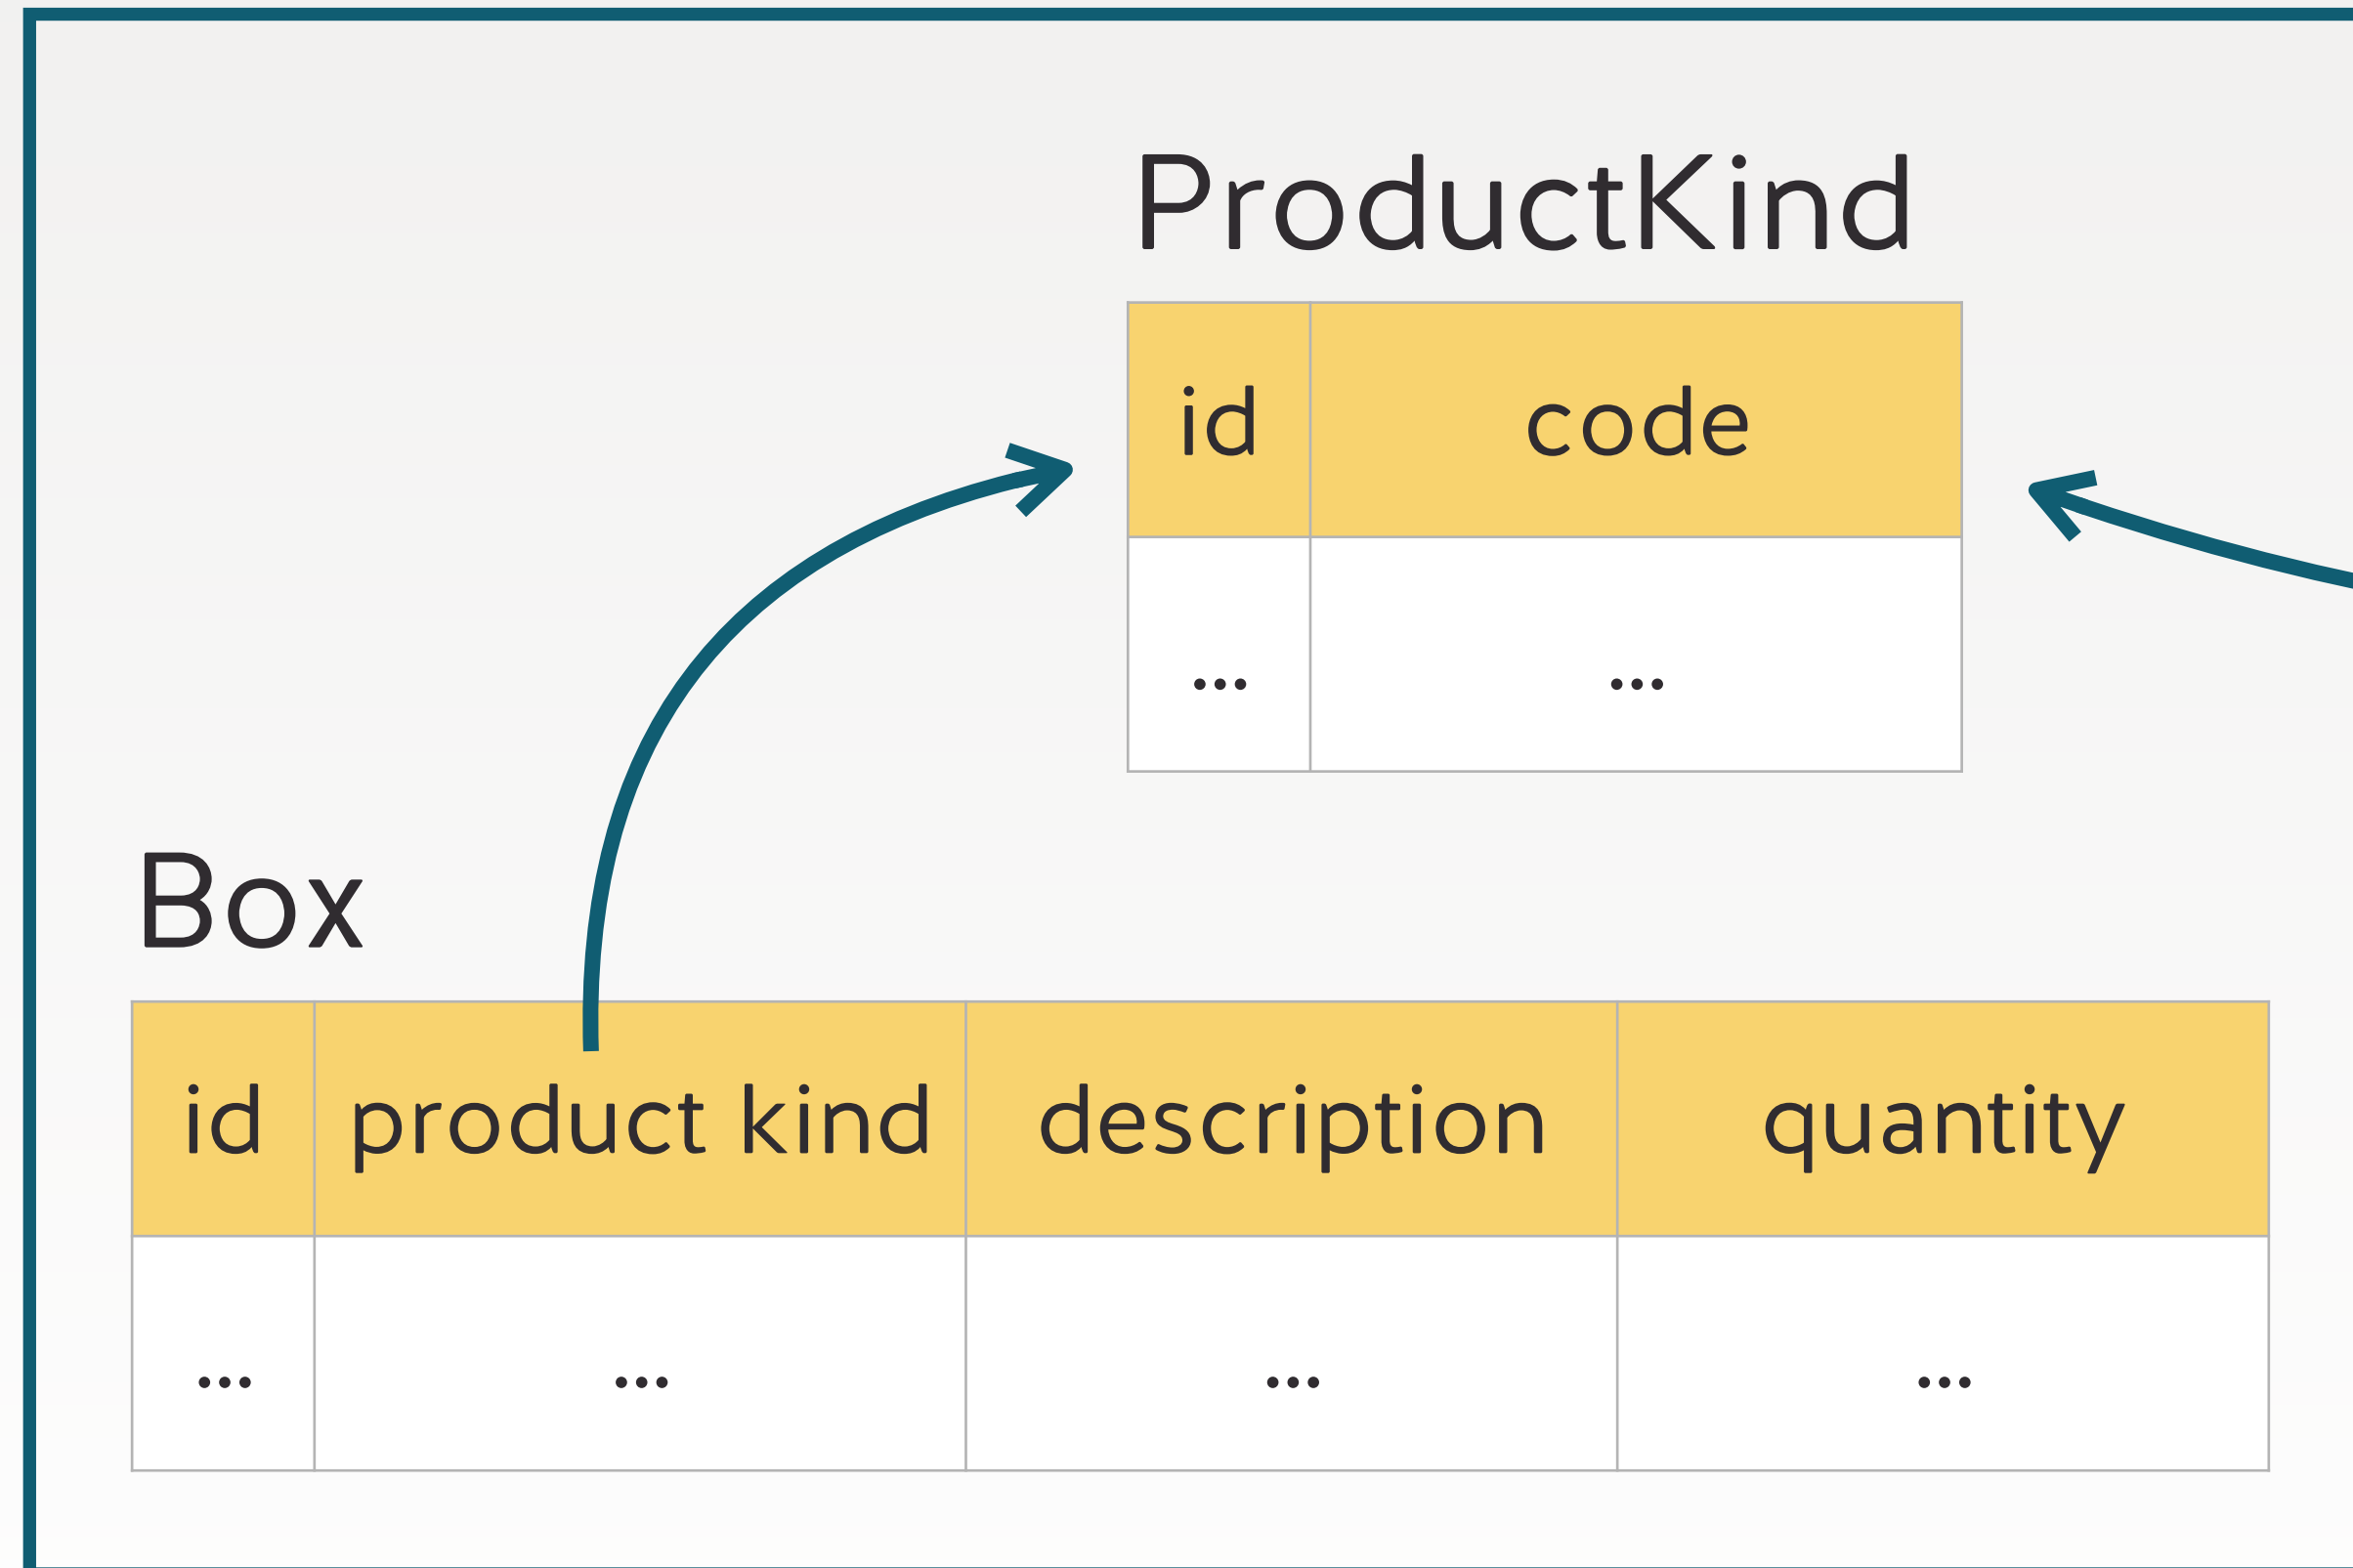 ProductKind
id code
... ...
Box
id product kind description quantity
... ... ... ...